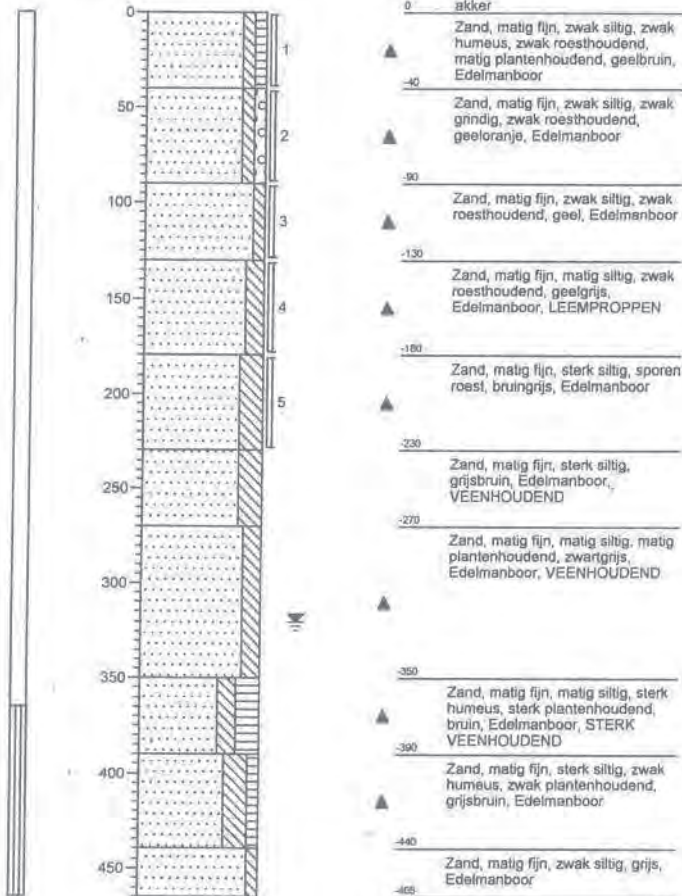 0
50
100
150
200
250
300
350
400
450
1
2
3
4
5
0 akker
Zand, matig fijn, zwak siltig, zwak
humeus, zwak roesthoudend,
matig plantenhoudend, geelbruin,
Edelmanboor
-40
Zand, matig fijn, zwak siltig, zwak
grindig, zwak roesthoudend,
geeloranje, Edelmanboor
-90
Zand, matig fijn, zwak siltig, zwak
roesthoudend, geel, Edelmanboor
-130
Zand, matig fijn, matig siltig, zwak
roesthoudend, geelgrijs,
Edelmanboor, LEEMPROPPEN
-180
Zand, matig fijn, sterk siltig, sporen
roest, bruingrijs, Edelmanboor
-230
Zand, matig fijn, sterk siltig,
grijsbruin, Edelmanboor,
VEENHOUDEND
-270
Zand, matig fijn, matig siltig, matig
plantenhoudend, zwartgrijs,
Edelmanboor, VEENHOUDEND
-350
Zand, matig fijn, matig siltig, sterk
humeus, sterk plantenhoudend,
bruin, Edelmanboor, STERK
VEENHOUDEND
-390
Zand, matig fijn, sterk siltig, zwak
humeus, zwak plantenhoudend,
grijsbruin, Edelmanboor
-440
Zand, matig fijn, zwak siltig, grijs,
Edelmanboor
-465